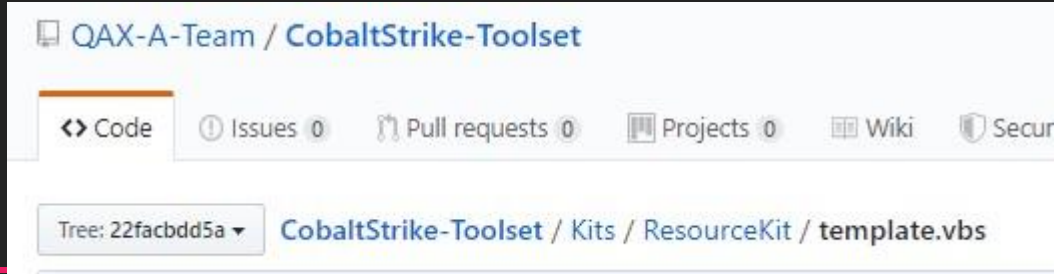 QAX-A-Team / CobaltStrike-Toolset
<> Code Issues 0 Pull requests 0 Projects 0 Wiki Secur
Tree: 22facbdd5a CobaltStrike-Toolset / Kits / ResourceKit / template.vbs